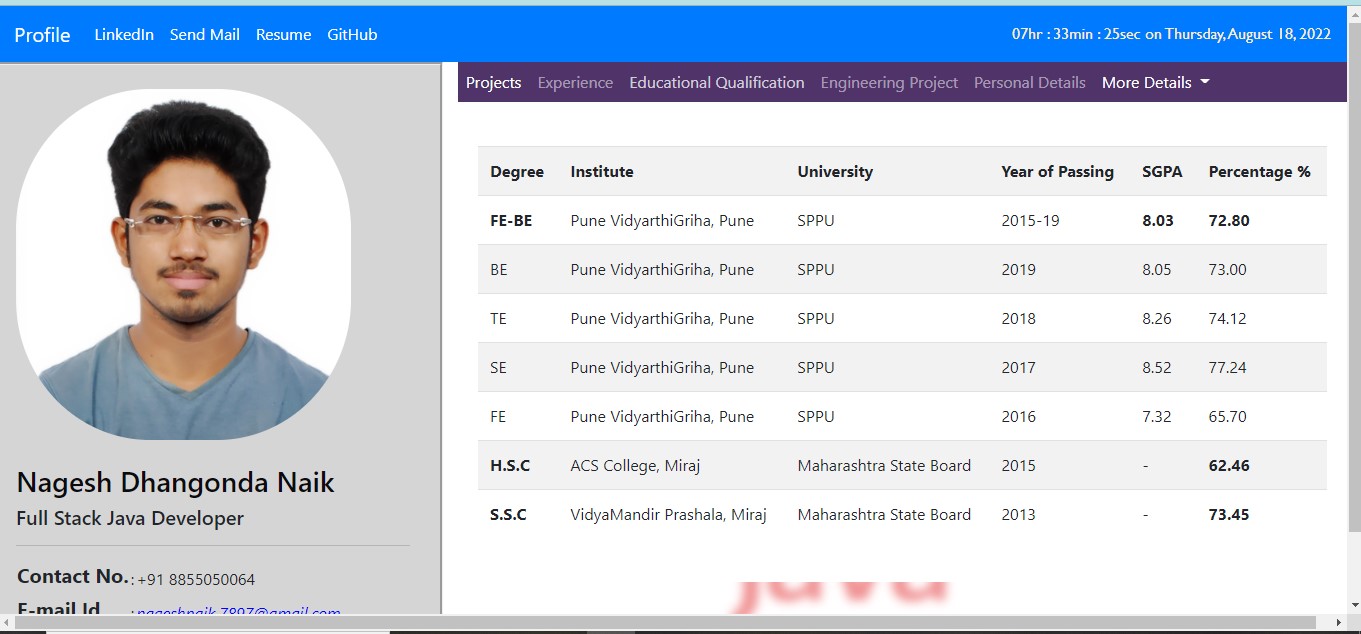 Profile LinkedIn Send Mail Resume GitHub 07hr : 33min : 25sec on Thursday,August 18, 2022
Projects Experience Educational Qualification Engineering Project Personal Details More Details
Degree Institute University Year of Passing SGPA Percentage %
FE-BE Pune VidyarthiGriha, Pune SPPU 2015-19 8.03 72.80
BE Pune VidyarthiGriha, Pune SPPU 2019 8.05 73.00
TE Pune VidyarthiGriha, Pune SPPU 2018 8.26 74.12
SE Pune VidyarthiGriha, Pune SPPU 2017 8.52 77.24
FE Pune VidyarthiGriha, Pune SPPU 2016 7.32 65.70
H.S.C ACS College, Miraj Maharashtra State Board 2015 - 62.46
S.S.C VidyaMandir Prashala, Miraj Maharashtra State Board 2013 - 73.45
Nagesh Dhangonda Naik
Full Stack Java Developer
Contact No. : +91 8855050064
E-mail Id : nageshnaik.7897@gmail.com
java